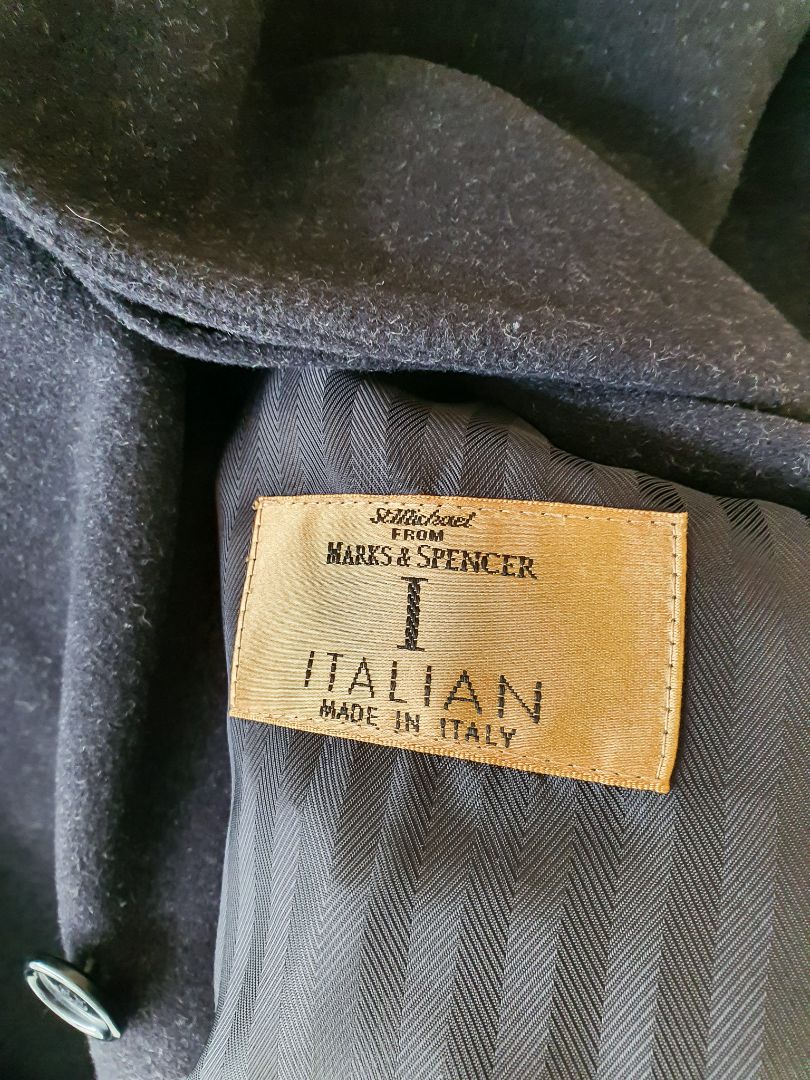 St Michael
FROM
MARKS & SPENCER
I
ITALIAN
MADE IN ITALY